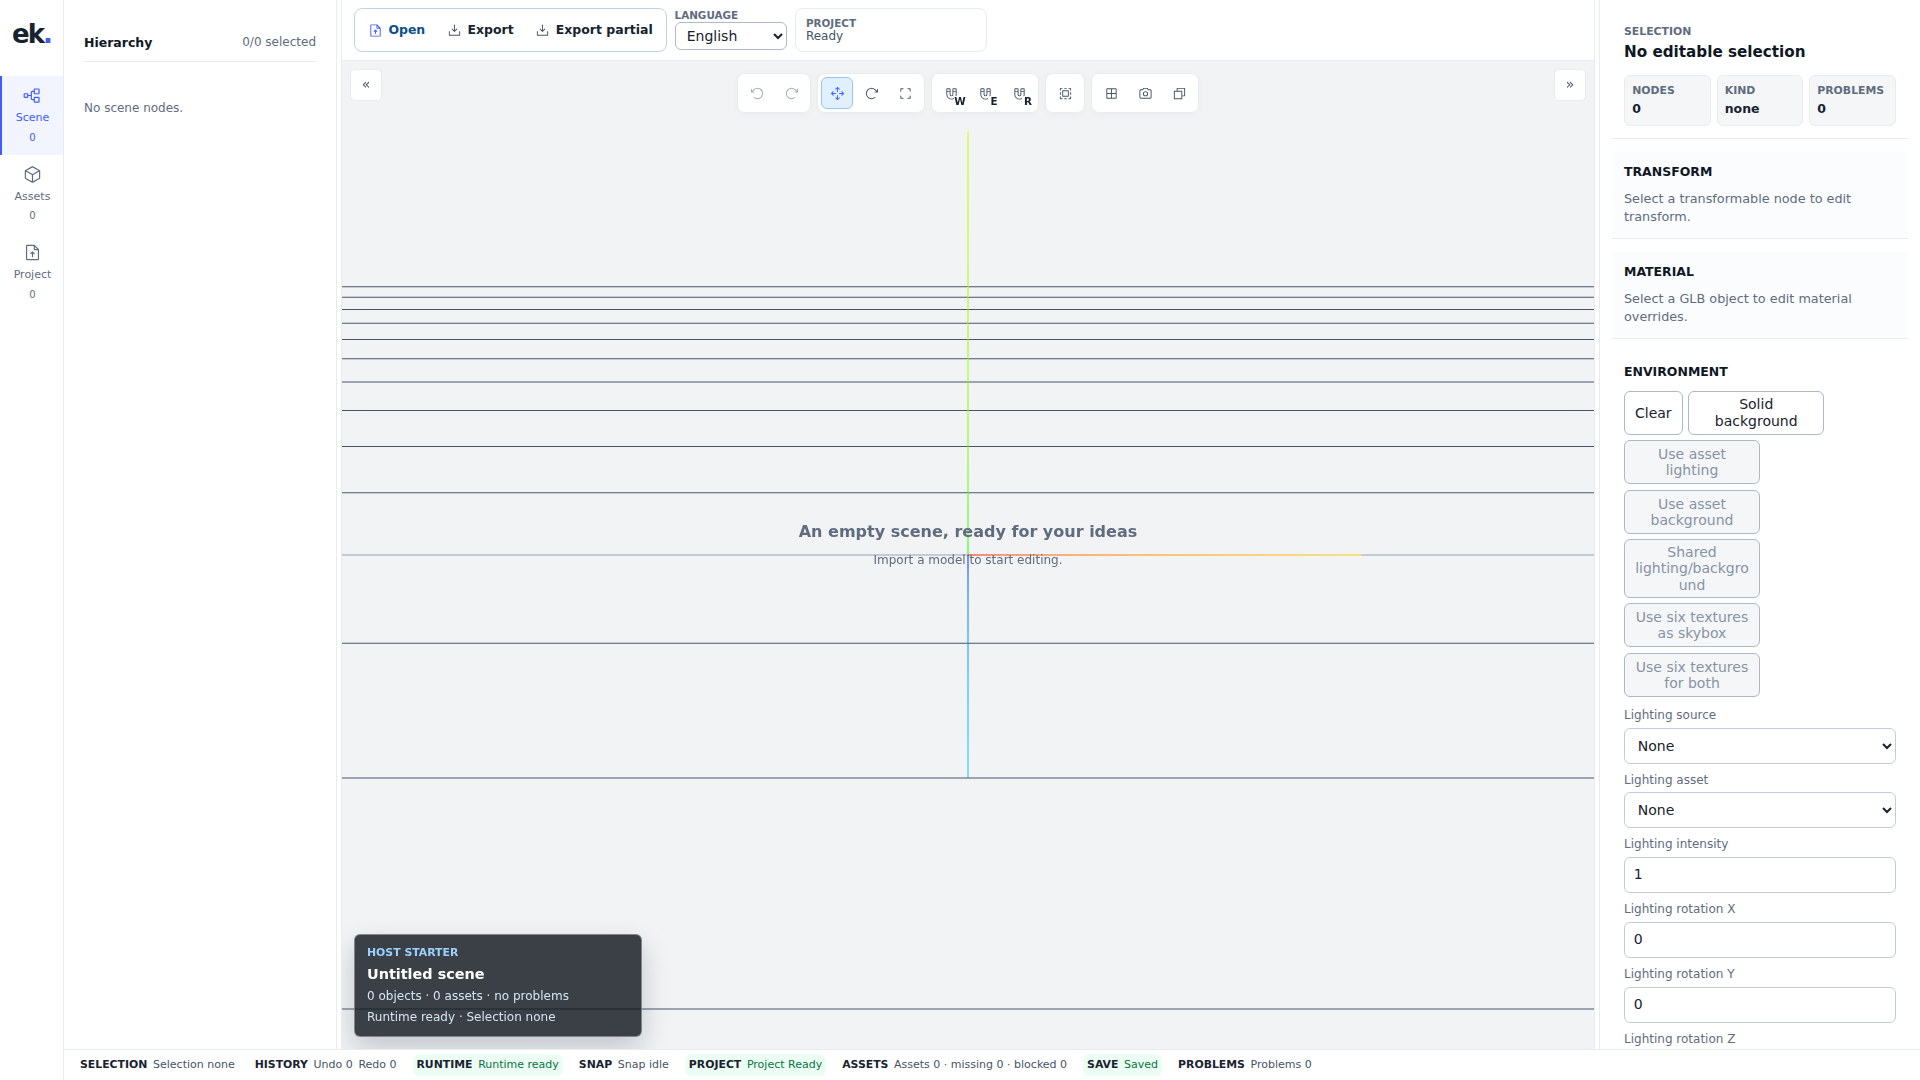 ek.
Scene
0
Assets
0
Project
0
Hierarchy
0/0 selected
No scene nodes.
Open
Export
Export partial
LANGUAGE
English
PROJECT
Ready
«
W
E
R
»
An empty scene, ready for your ideas
Import a model to start editing.
HOST STARTER
Untitled scene
0 objects · 0 assets · no problems
Runtime ready · Selection none
SELECTION
No editable selection
NODES
0
KIND
none
PROBLEMS
0
TRANSFORM
Select a transformable node to edit
transform.
MATERIAL
Select a GLB object to edit material
overrides.
ENVIRONMENT
Clear
Solid
background
Use asset
lighting
Use asset
background
Shared
lighting/backgro
und
Use six textures
as skybox
Use six textures
for both
Lighting source
None
Lighting asset
None
Lighting intensity
1
Lighting rotation X
0
Lighting rotation Y
0
Lighting rotation Z
SELECTION Selection none HISTORY Undo 0 Redo 0 RUNTIME Runtime ready SNAP Snap idle PROJECT Project Ready ASSETS Assets 0 · missing 0 · blocked 0 SAVE Saved PROBLEMS Problems 0